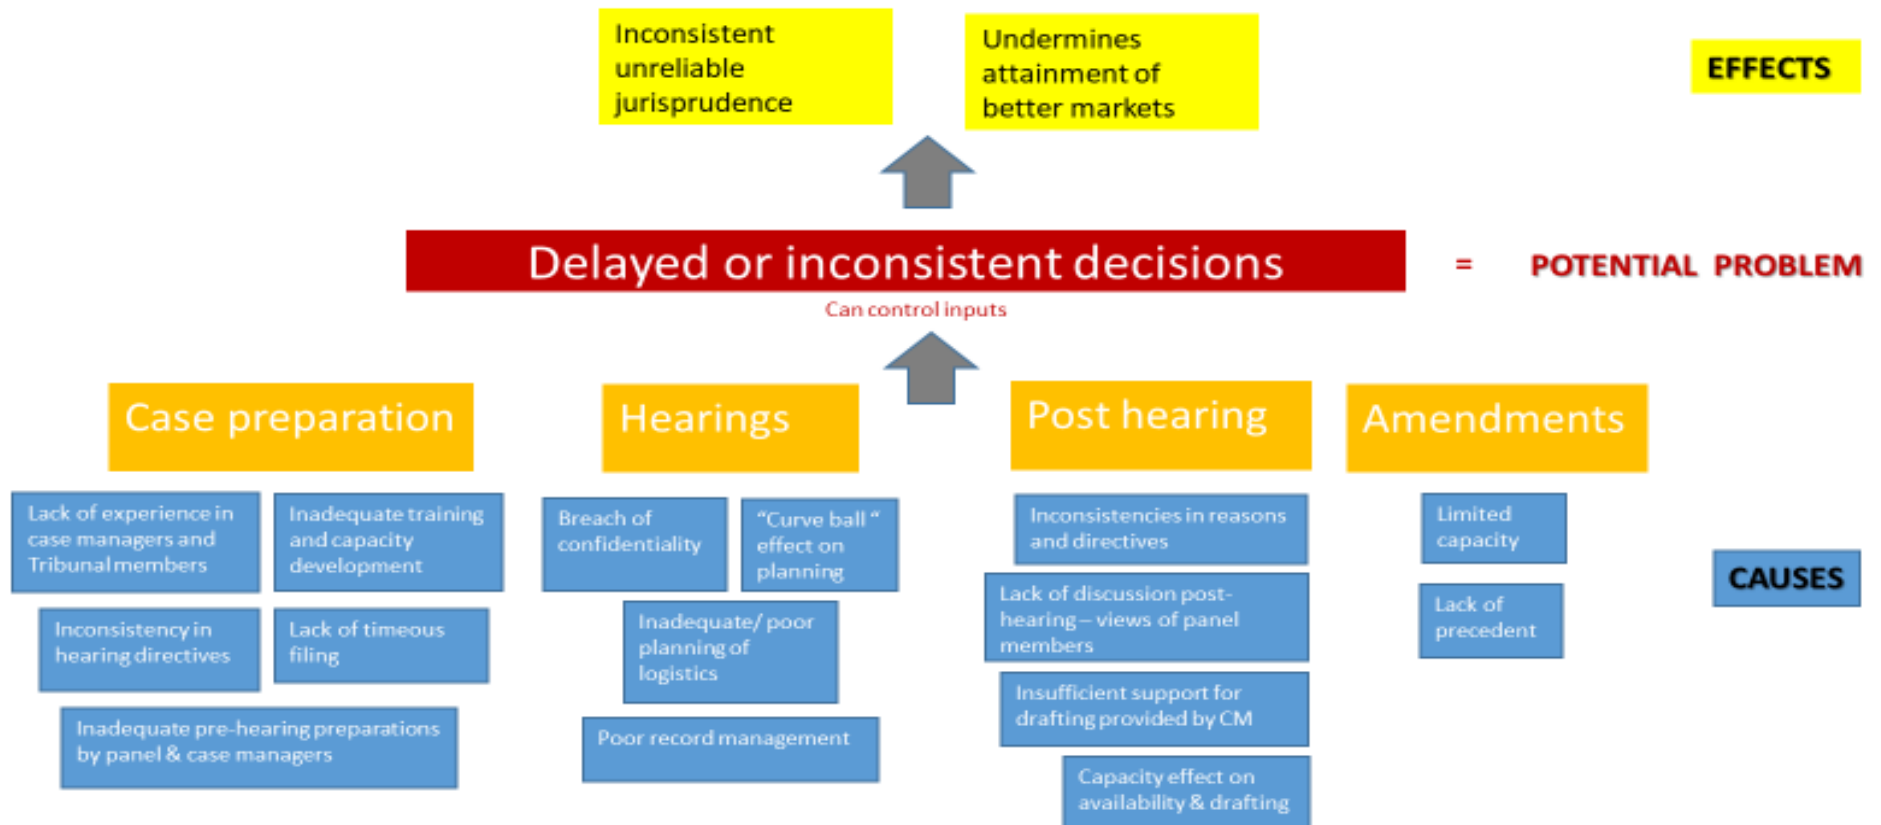 Inconsistent
unreliable
jurisprudence
Undermines
attainment of
better markets
EFFECTS
Delayed or inconsistent decisions
= POTENTIAL PROBLEM
Can control inputs
Case preparation
Hearings
Post hearing
Amendments
Lack of experience in
case managers and
Tribunal members
Inadequate training
and capacity
development
Inconsistency in
hearing directives
Lack of timeous
filing
Inadequate pre-hearing preparations
by panel & case managers
Breach of
confidentiality
"Curve ball "
effect on
planning
Inadequate/ poor
planning of
logistics
Poor record management
Inconsistencies in reasons
and directives
Lack of discussion post-
hearing – views of panel
members
Insufficient support for
drafting provided by CM
Capacity effect on
availability & drafting
Limited
capacity
Lack of
precedent
CAUSES